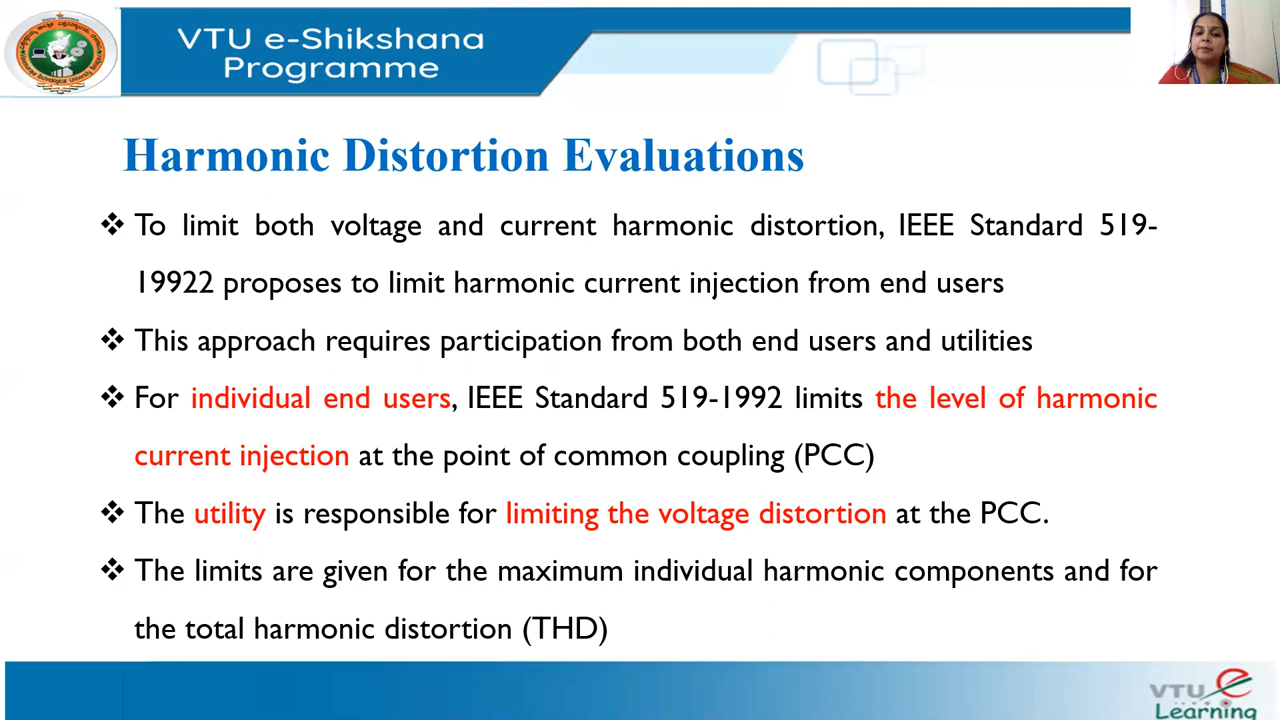 VTU e-Shikshana
Programme
Harmonic Distortion Evaluations
❖ To limit both voltage and current harmonic distortion, IEEE Standard 519-
19922 proposes to limit harmonic current injection from end users
❖ This approach requires participation from both end users and utilities
❖ For individual end users, IEEE Standard 519-1992 limits the level of harmonic
current injection at the point of common coupling (PCC)
❖ The utility is responsible for limiting the voltage distortion at the PCC.
❖ The limits are given for the maximum individual harmonic components and for
the total harmonic distortion (THD)
VTU e
Learning